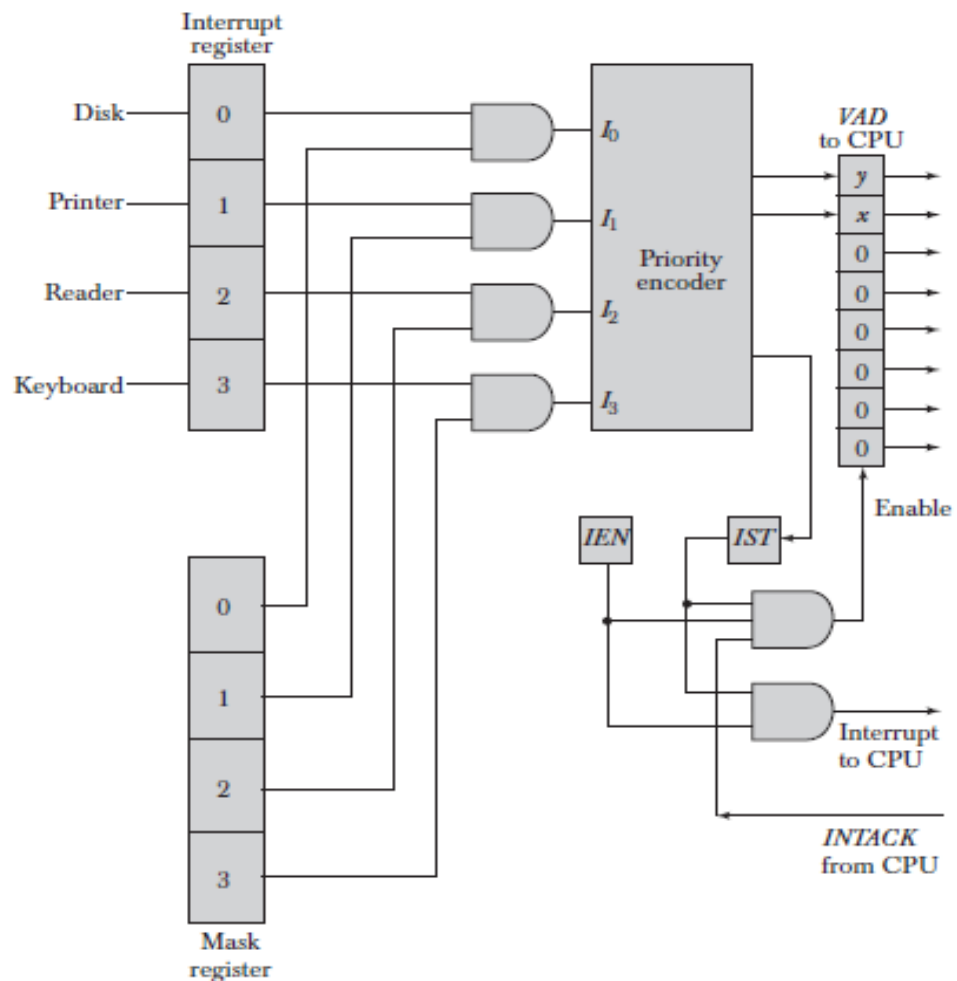 Interrupt
register
Disk
0
I0
VAD
to CPU
y
Printer
1
I1
x
Priority
encoder
0
Reader
2
I2
0
0
Keyboard
3
I3
0
0
0
Enable
IEN
IST
0
1
Interrupt
to CPU
2
INTACK
from CPU
3
Mask
register